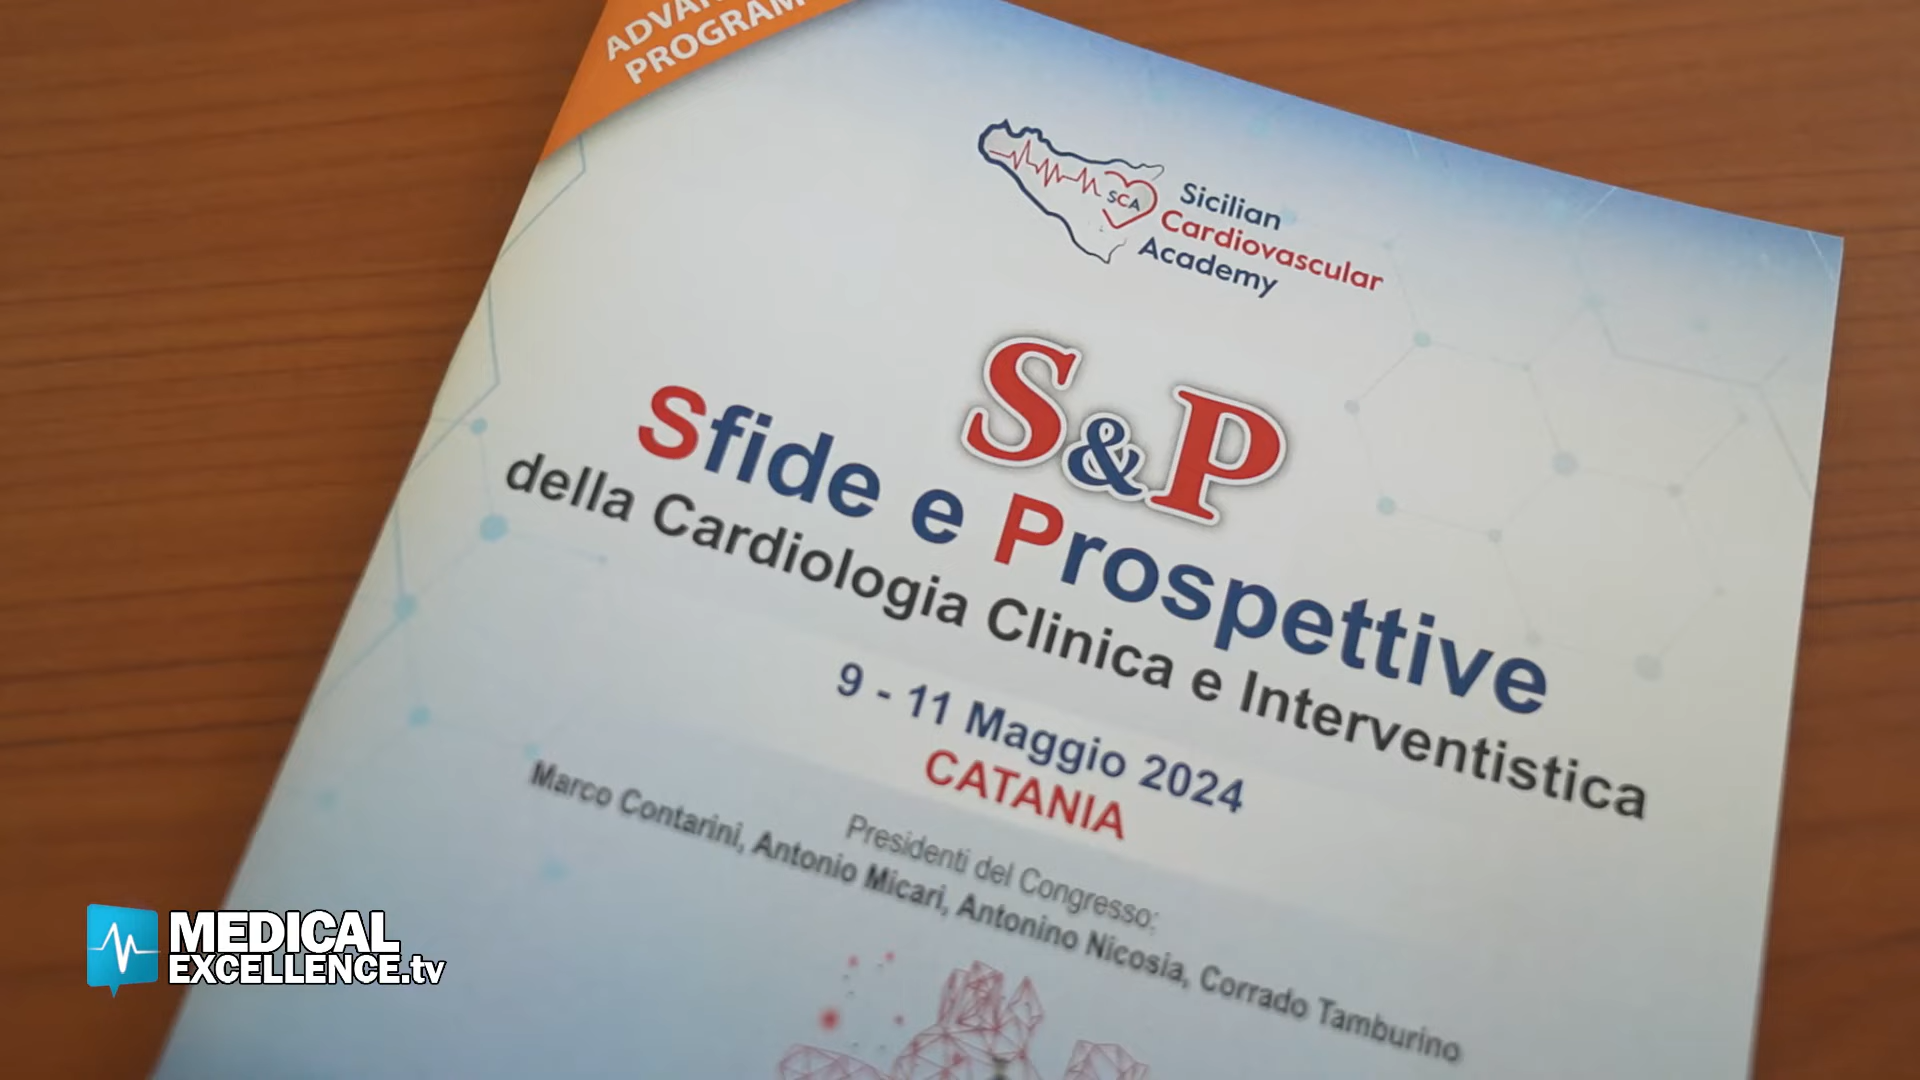 PROGRAM
SCA
Sicilian
Cardiovascular
Academy
S&P
Sfide e Prospettive
della Cardiologia Clinica e Interventistica
9 - 11 Maggio 2024
CATANIA
Presidenti del Congresso:
Marco Contarini, Antonio Micari, Antonino Nicosia, Corrado Tamburino
MEDICAL
EXCELLENCE.tv